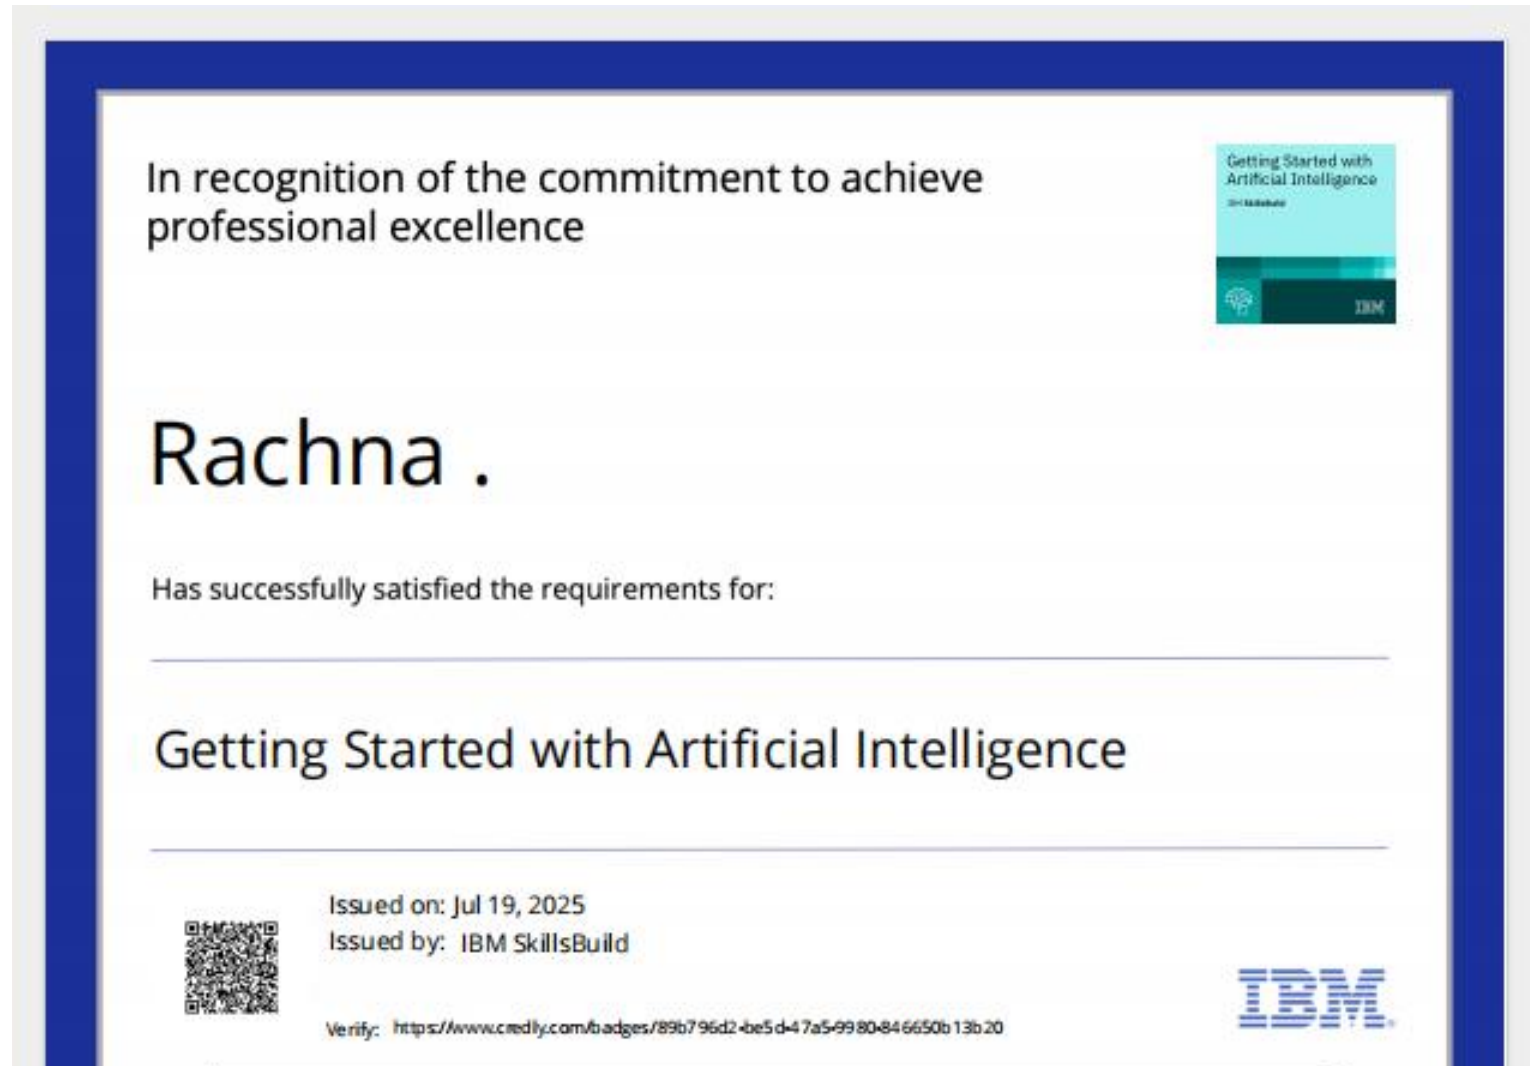 In recognition of the commitment to achieve
professional excellence
Getting Started with
Artificial Intelligence
IBM SkillsBuild
IBM
Rachna .
Has successfully satisfied the requirements for:
Getting Started with Artificial Intelligence
Issued on: Jul 19, 2025
Issued by: IBM SkillsBuild
IBM
Verify: https://www.credly.com/badges/89b796d2-be5d-47a5-9980-846650b13b20